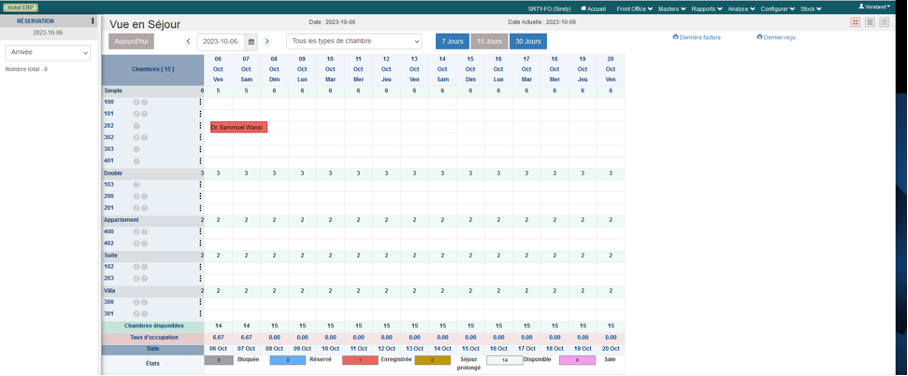 Hotel ERP
SRTY-FO (Sirety) Accueil Front Office Masters Rapports Analyse Configurer Stock
RÉSERVATION
2023-10-06
Arrivée
Nombre total - 0
Vue en Séjour
Date : 2023-10-06
Date Actuelle : 2023-10-06
Aujourd'hui
2023-10-06
Tous les types de chambre
7 Jours 15 Jours 30 Jours
Dernière facture
Dernier reçu
Chambres [ 15 ]
06 07 08 09 10 11 12 13 14 15 16 17 18 19 20
Oct Oct Oct Oct Oct Oct Oct Oct Oct Oct Oct Oct Oct Oct Oct
Ven Sam Dim Lun Mar Mer Jeu Ven Sam Dim Lun Mar Mer Jeu Ven
Simple 6 5 5 6 6 6 6 6 6 6 6 6 6 6 6 6
100
101
202 Dr. Sammuel Wansi
302
303
401
Double 3 3 3 3 3 3 3 3 3 3 3 3 3 3 3 3
103
200
201
Appartement 2 2 2 2 2 2 2 2 2 2 2 2 2 2 2 2
400
402
Suite 2 2 2 2 2 2 2 2 2 2 2 2 2 2 2 2
102
203
Villa 2 2 2 2 2 2 2 2 2 2 2 2 2 2 2 2
300
301
Chambres disponibles 14 14 15 15 15 15 15 15 15 15 15 15 15 15 15
Taux d'occupation 6.67 6.67 0.00 0.00 0.00 0.00 0.00 0.00 0.00 0.00 0.00 0.00 0.00 0.00 0.00
Date 06 Oct 07 Oct 08 Oct 09 Oct 10 Oct 11 Oct 12 Oct 13 Oct 14 Oct 15 Oct 16 Oct 17 Oct 18 Oct 19 Oct 20 Oct
États 0 Bloquée 0 Réservé 1 Enregistrée 0 Séjour prolongé 14 Disponible 0 Sale